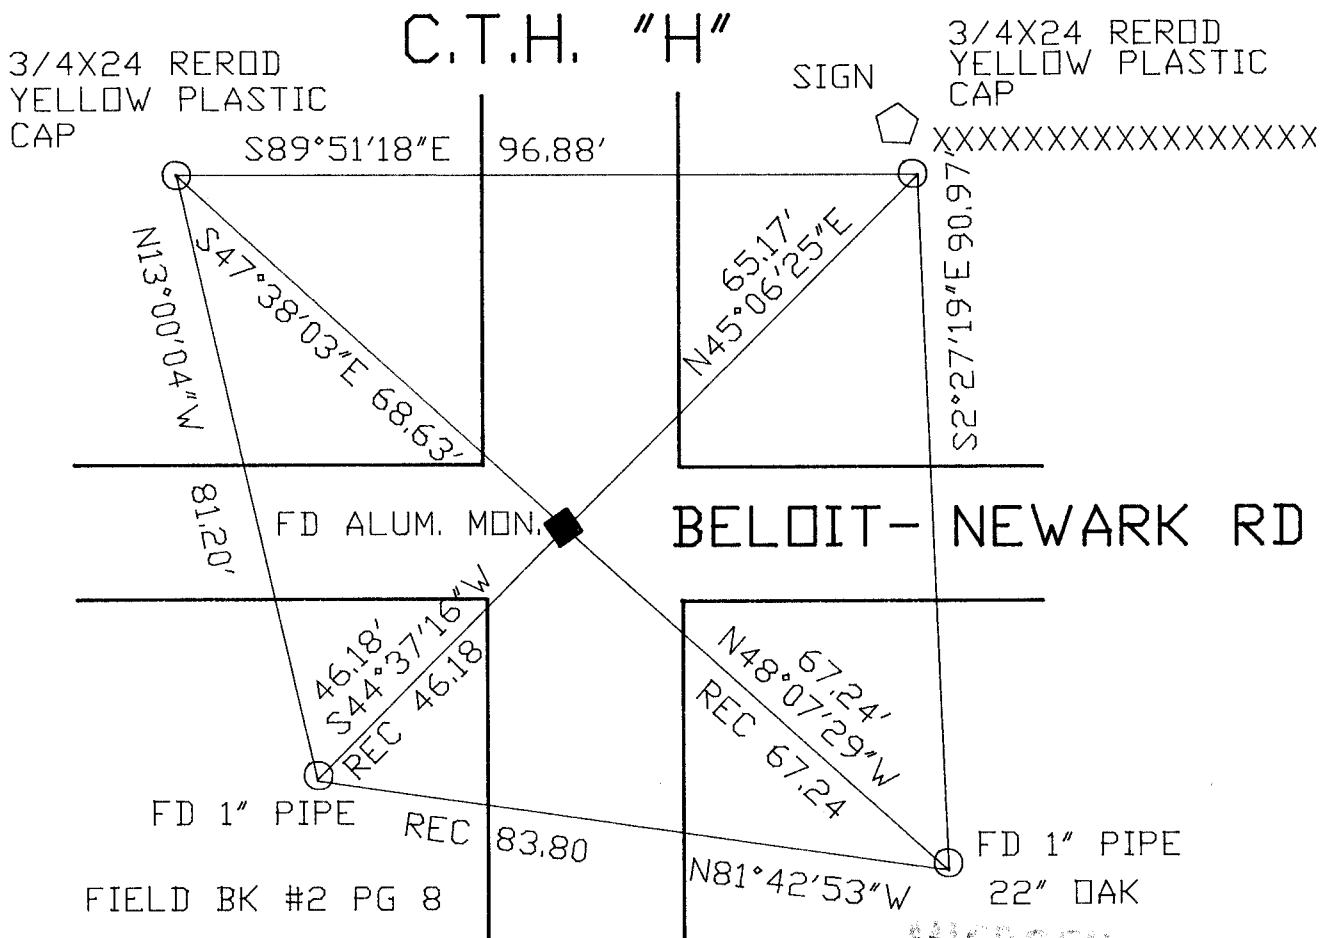 C.T.H. "H"
3/4X24 REROD
YELLOW PLASTIC
CAP
SIGN
3/4X24 REROD
YELLOW PLASTIC
CAP
XXXXXXXXXXXXXXXXX
S89°51'18"E 96.88'
N13°00'04"W
81.20'
S47°38'03"E 68.63'
65.17'
N45°06'25"E
S2°27'19"E 90.97'
FD ALUM. MON.
BELOIT- NEWARK RD
46.18'
S44°37'16"W
REC 46.18
67.24'
N48°07'29"W
REC 67.24
FD 1" PIPE
REC 83.80
N81°42'53"W
FD 1" PIPE
22" OAK
FIELD BK #2 PG 8